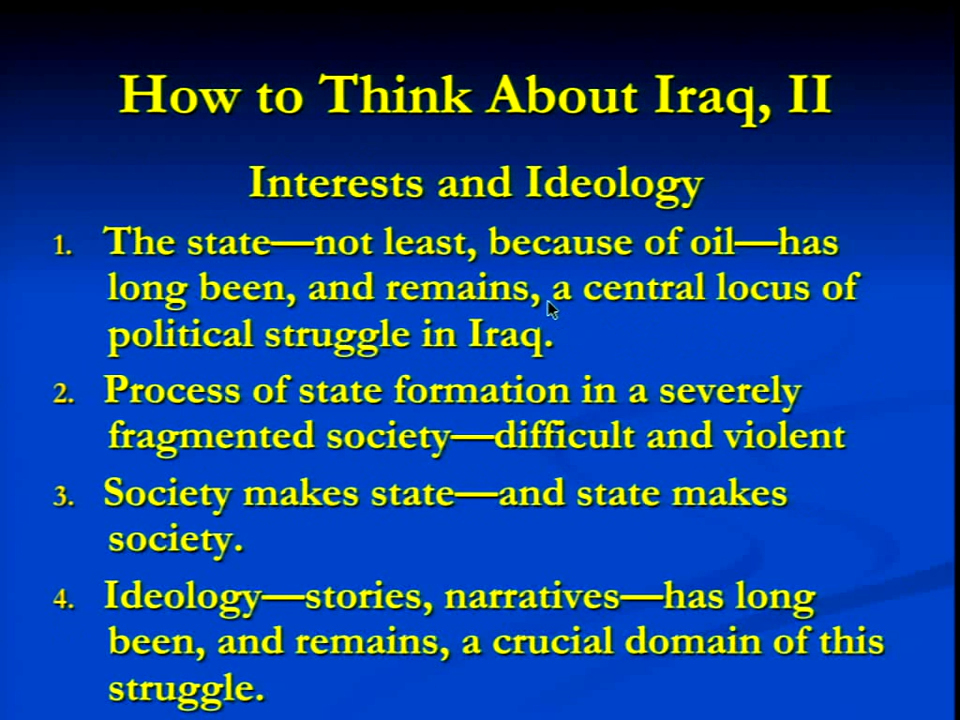 How to Think About Iraq, II
Interests and Ideology
1. The state—not least, because of oil—has
long been, and remains, a central locus of
political struggle in Iraq.
2. Process of state formation in a severely
fragmented society—difficult and violent
3. Society makes state—and state makes
society.
4. Ideology—stories, narratives—has long
been, and remains, a crucial domain of this
struggle.